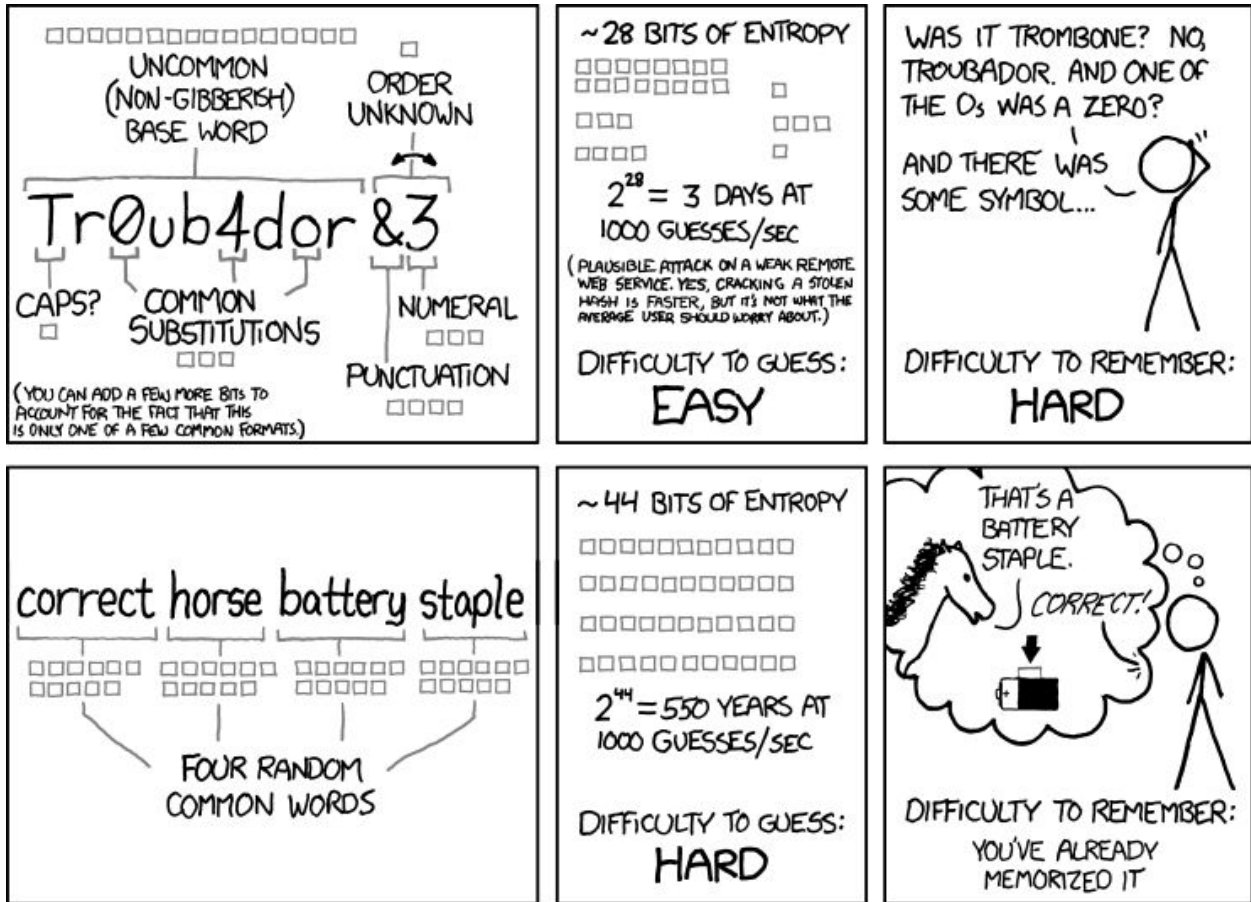 UNCOMMON
(NON-GIBBERISH)
BASE WORD
ORDER
UNKNOWN
Tr0ub4dor &3
CAPS?
COMMON
SUBSTITUTIONS
NUMERAL
PUNCTUATION
(YOU CAN ADD A FEW MORE BITS TO
ACCOUNT FOR THE FACT THAT THIS
IS ONLY ONE OF A FEW COMMON FORMATS.)
~28 BITS OF ENTROPY
2^28 = 3 DAYS AT
1000 GUESSES/SEC
(PLAUSIBLE ATTACK ON A WEAK REMOTE
WEB SERVICE. YES, CRACKING A STOLEN
HASH IS FASTER, BUT IT'S NOT WHAT THE
AVERAGE USER SHOULD WORRY ABOUT.)
DIFFICULTY TO GUESS:
EASY
WAS IT TROMBONE? NO,
TROUBADOR. AND ONE OF
THE Os WAS A ZERO?
AND THERE WAS
SOME SYMBOL...
DIFFICULTY TO REMEMBER:
HARD
correct horse battery staple
FOUR RANDOM
COMMON WORDS
~44 BITS OF ENTROPY
2^44 = 550 YEARS AT
1000 GUESSES/SEC
DIFFICULTY TO GUESS:
HARD
THAT'S A
BATTERY
STAPLE.
CORRECT!
DIFFICULTY TO REMEMBER:
YOU'VE ALREADY
MEMORIZED IT